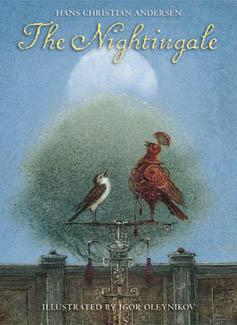 HANS CHRISTIAN ANDERSEN
The Nightingale
ILLUSTRATED BY IGOR OLEYNIKOV